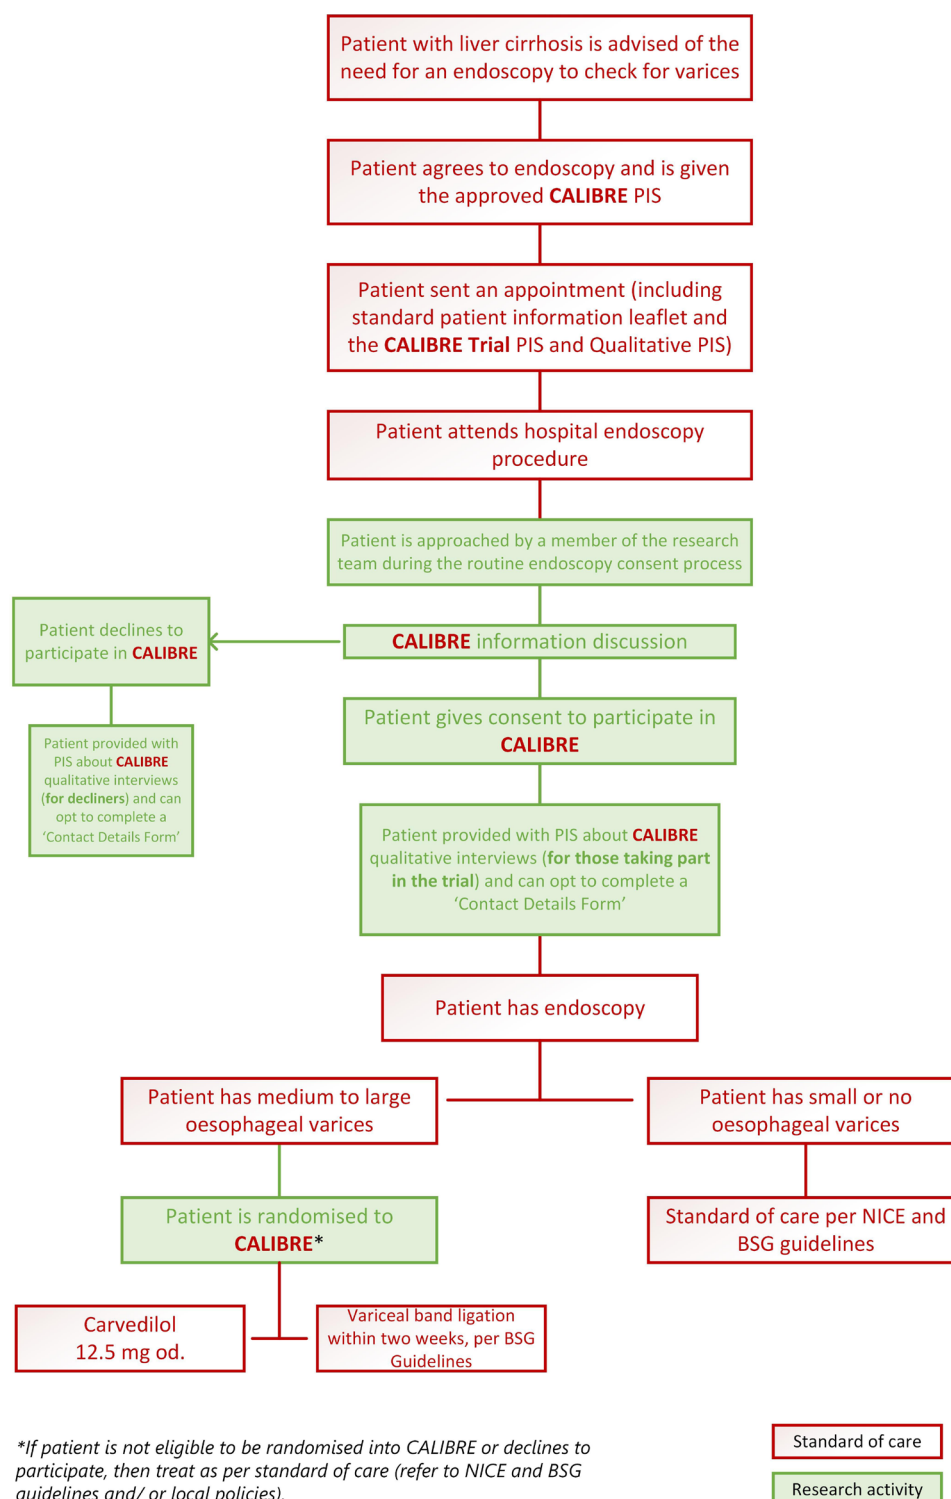 Patient with liver cirrhosis is advised of the
need for an endoscopy to check for varices
Patient agrees to endoscopy and is given
the approved CALIBRE PIS
Patient sent an appointment (including
standard patient information leaflet and
the CALIBRE Trial PIS and Qualitative PIS)
Patient attends hospital endoscopy
procedure
Patient is approached by a member of the research
team during the routine endoscopy consent process
CALIBRE information discussion
Patient declines to
participate in CALIBRE
Patient provided with
PIS about CALIBRE
qualitative interviews
(for decliners) and can
opt to complete a
‘Contact Details Form’
Patient gives consent to participate in
CALIBRE
Patient provided with PIS about CALIBRE
qualitative interviews (for those taking part
in the trial) and can opt to complete a
‘Contact Details Form’
Patient has endoscopy
Patient has medium to large
oesophageal varices
Patient has small or no
oesophageal varices
Patient is randomised to
CALIBRE*
Standard of care per NICE and
BSG guidelines
Carvedilol
12.5 mg od.
Variceal band ligation
within two weeks, per BSG
Guidelines
*If patient is not eligible to be randomised into CALIBRE or declines to
participate, then treat as per standard of care (refer to NICE and BSG
guidelines and/ or local policies).
Standard of care
Research activity